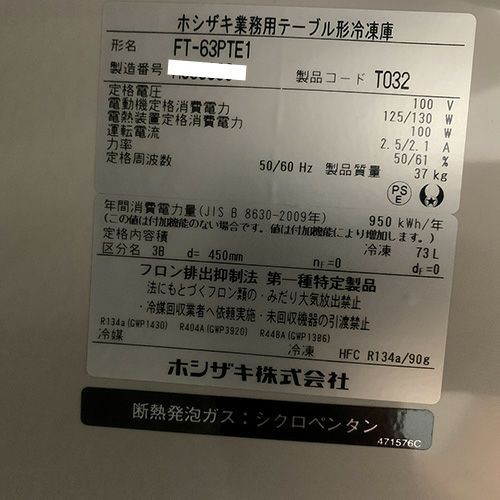 ホシザキ業務用テーブル形冷凍庫
形名 FT-63PTE1
製造番号 製品コード T032
定格電圧 100 V
電動機定格消費電力 125/130 W
電熱装置定格消費電力 100 W
運転電流 2.5/2.1 A
力率 50/61 %
定格周波数 50/60 Hz 製品質量 37 kg
PS E
年間消費電力量(JIS B 8630-2009年) 950 kWh/年
(この値は付加機能のない場合です。値は付加機能により増加します。)
定格内容積 冷凍 73L
区分名 3B d= 450mm nF=0 dF=0
フロン排出抑制法 第一種特定製品
法にもとづくフロン類の・みだり大気放出禁止
・冷媒回収業者へ依頼実施・未回収機器の引渡禁止
R134a(GWP1430) R404A(GWP3920) R448A(GWP1386)
冷媒 冷凍 HFC R134a/90g
ホシザキ株式会社
断熱発泡ガス：シクロペンタン
471576C